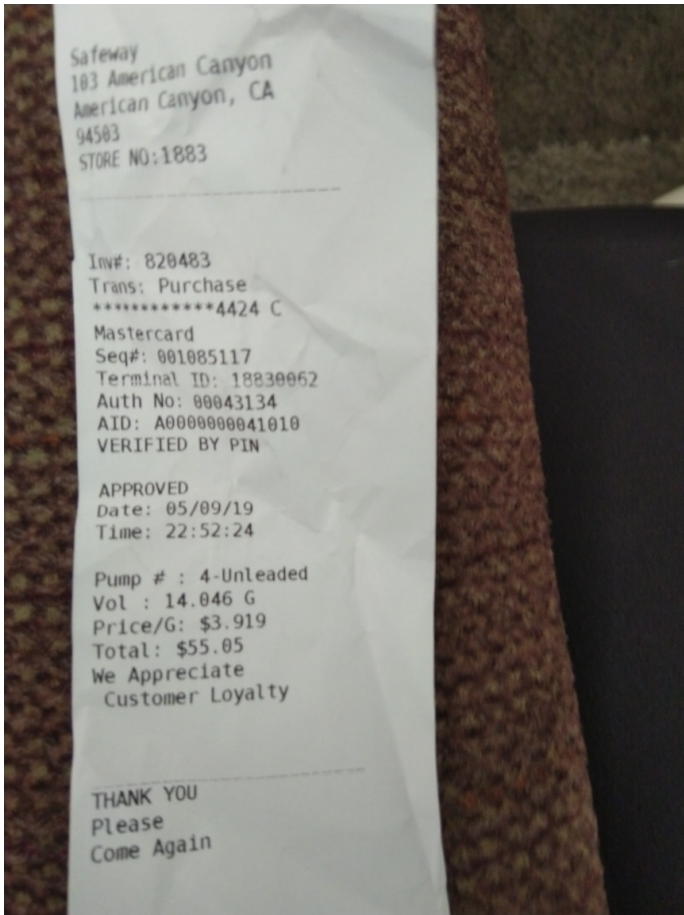 Safeway
103 American Canyon
American Canyon, CA
94503
STORE NO:1883
Inv#: 820483
Trans: Purchase
************4424 C
Mastercard
Seq#: 001085117
Terminal ID: 18830062
Auth No: 00043134
AID: A0000000041010
VERIFIED BY PIN
APPROVED
Date: 05/09/19
Time: 22:52:24
Pump # : 4-Unleaded
Vol : 14.046 G
Price/G: $3.919
Total: $55.05
We Appreciate
Customer Loyalty
THANK YOU
Please
Come Again